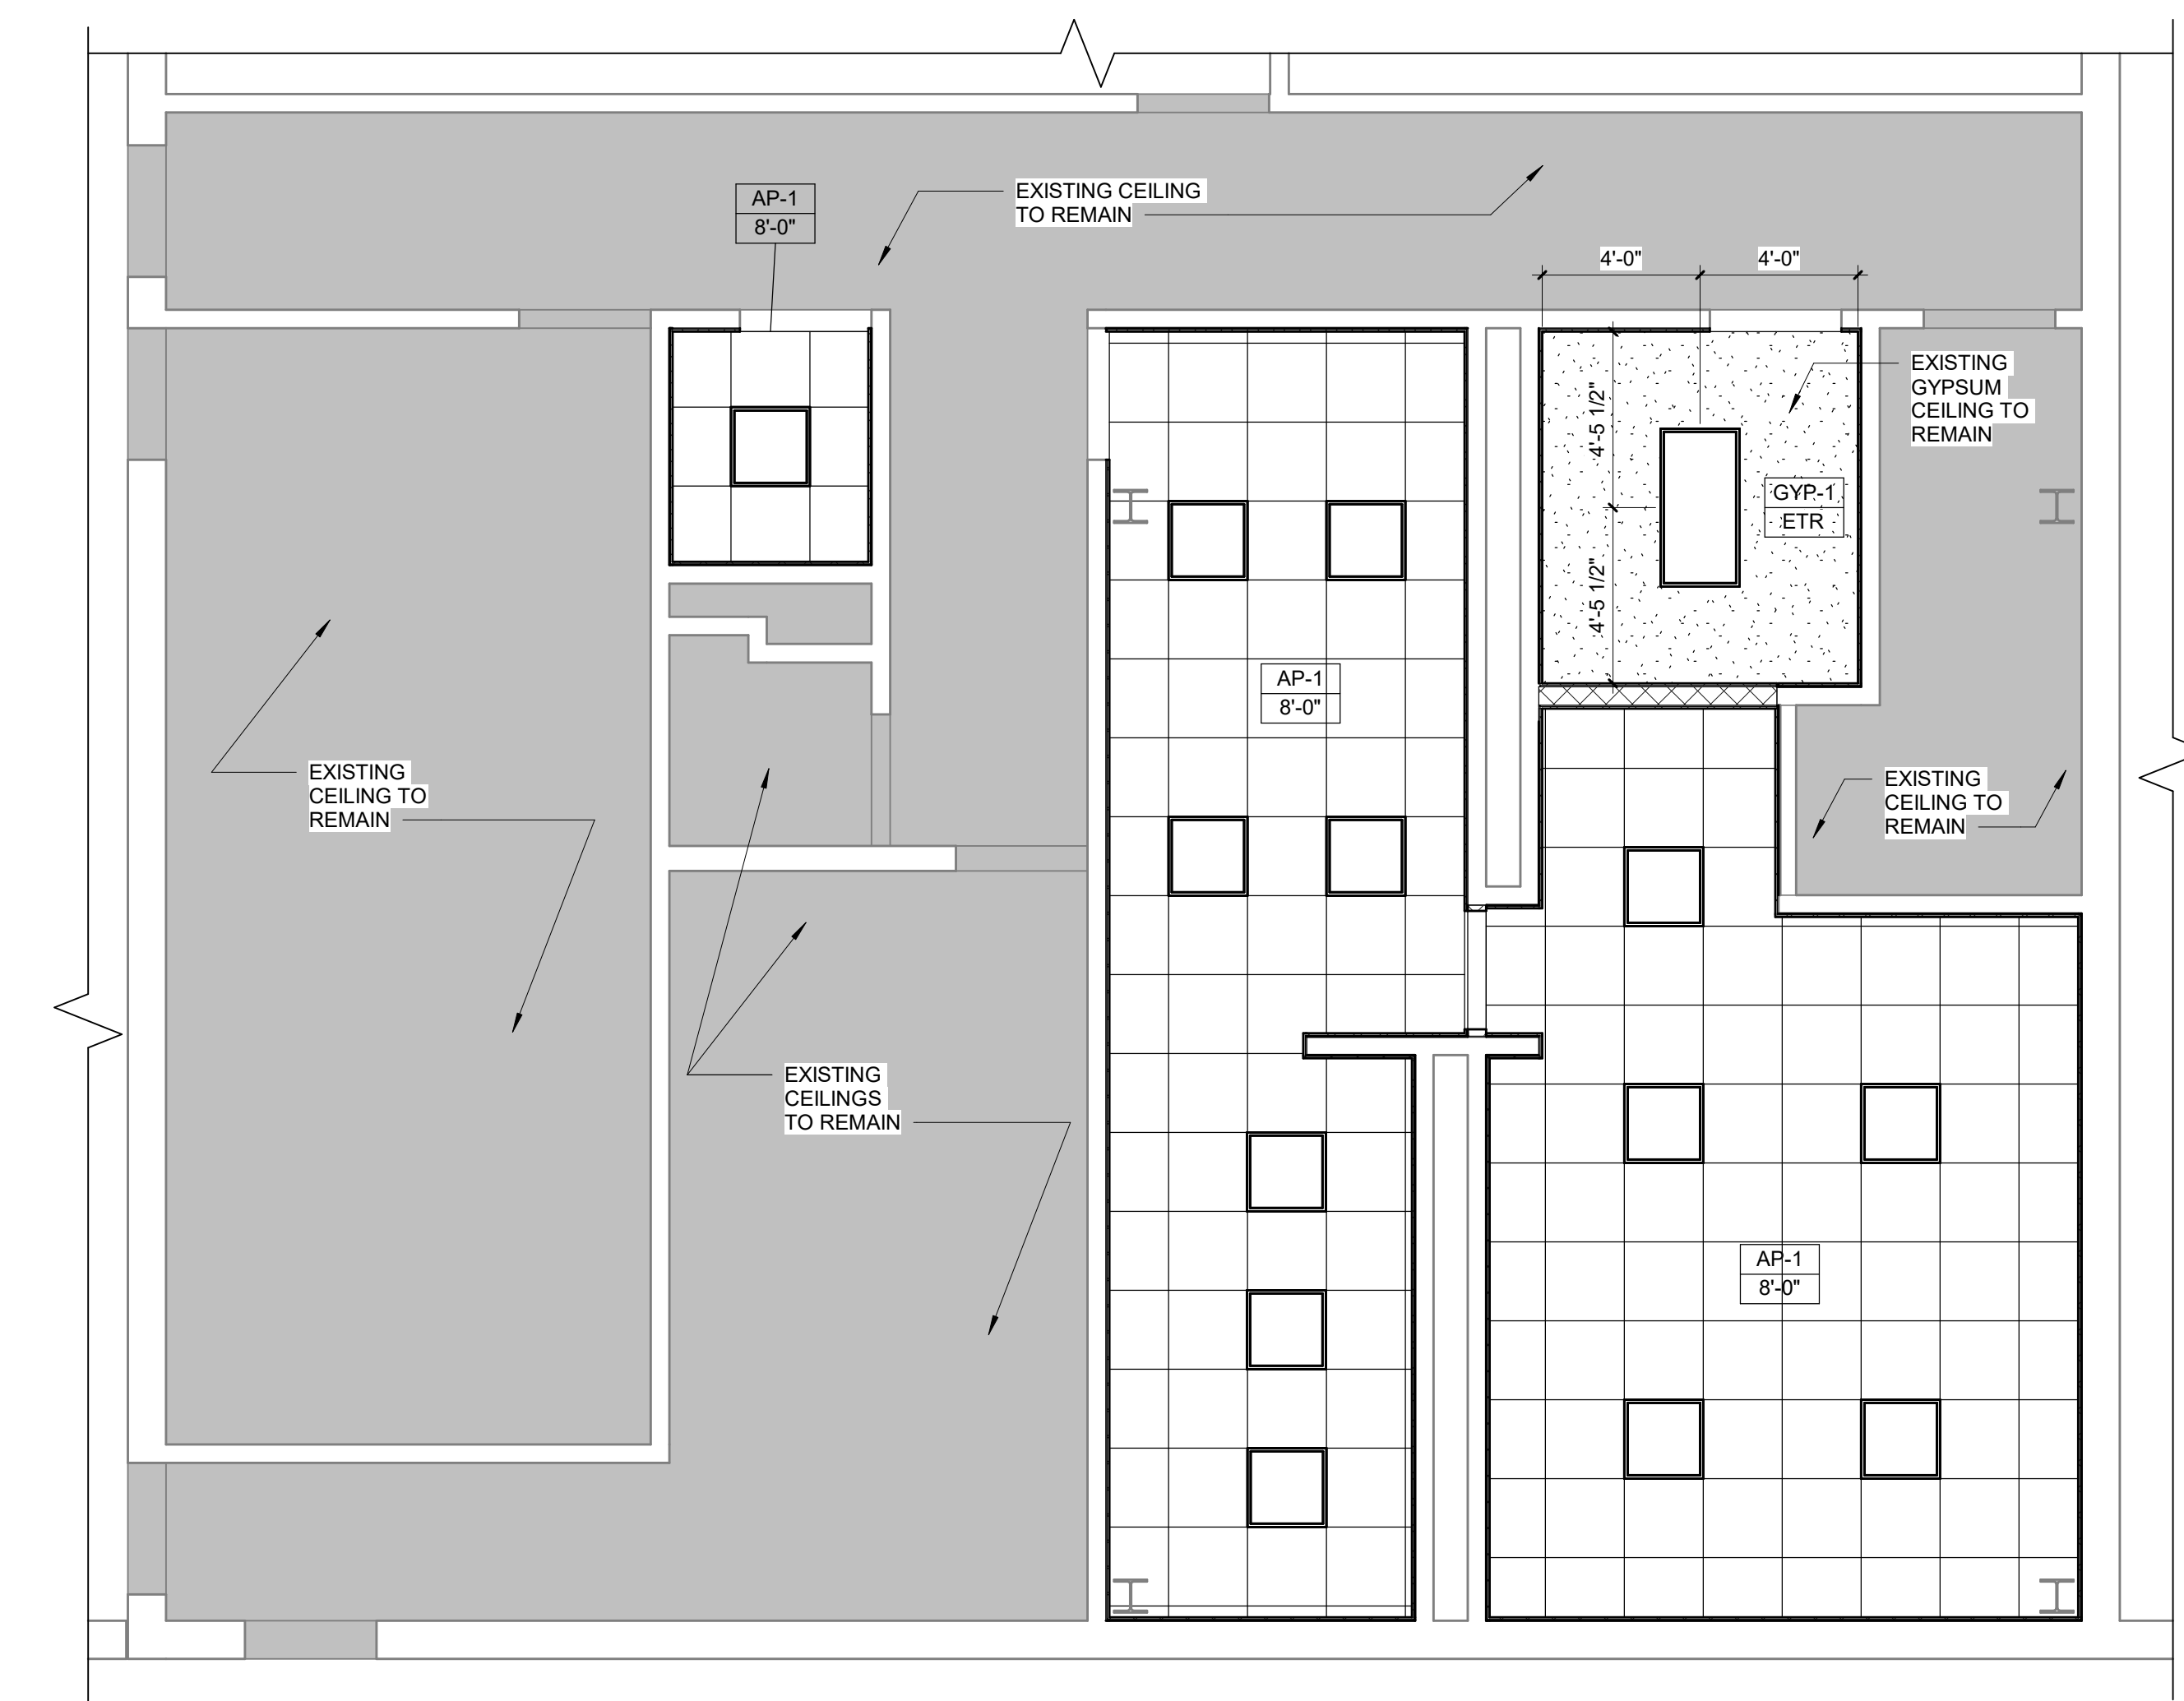 AP-1
8'-0"
EXISTING CEILING
TO REMAIN
4'-0"
4'-0"
EXISTING
GYPSUM
CEILING TO
REMAIN
4'-5 1/2"
GYP-1
ETR
4'-5 1/2"
AP-1
8'-0"
EXISTING
CEILING TO
REMAIN
EXISTING
CEILING TO
REMAIN
EXISTING
CEILINGS
TO REMAIN
AP-1
8'-0"